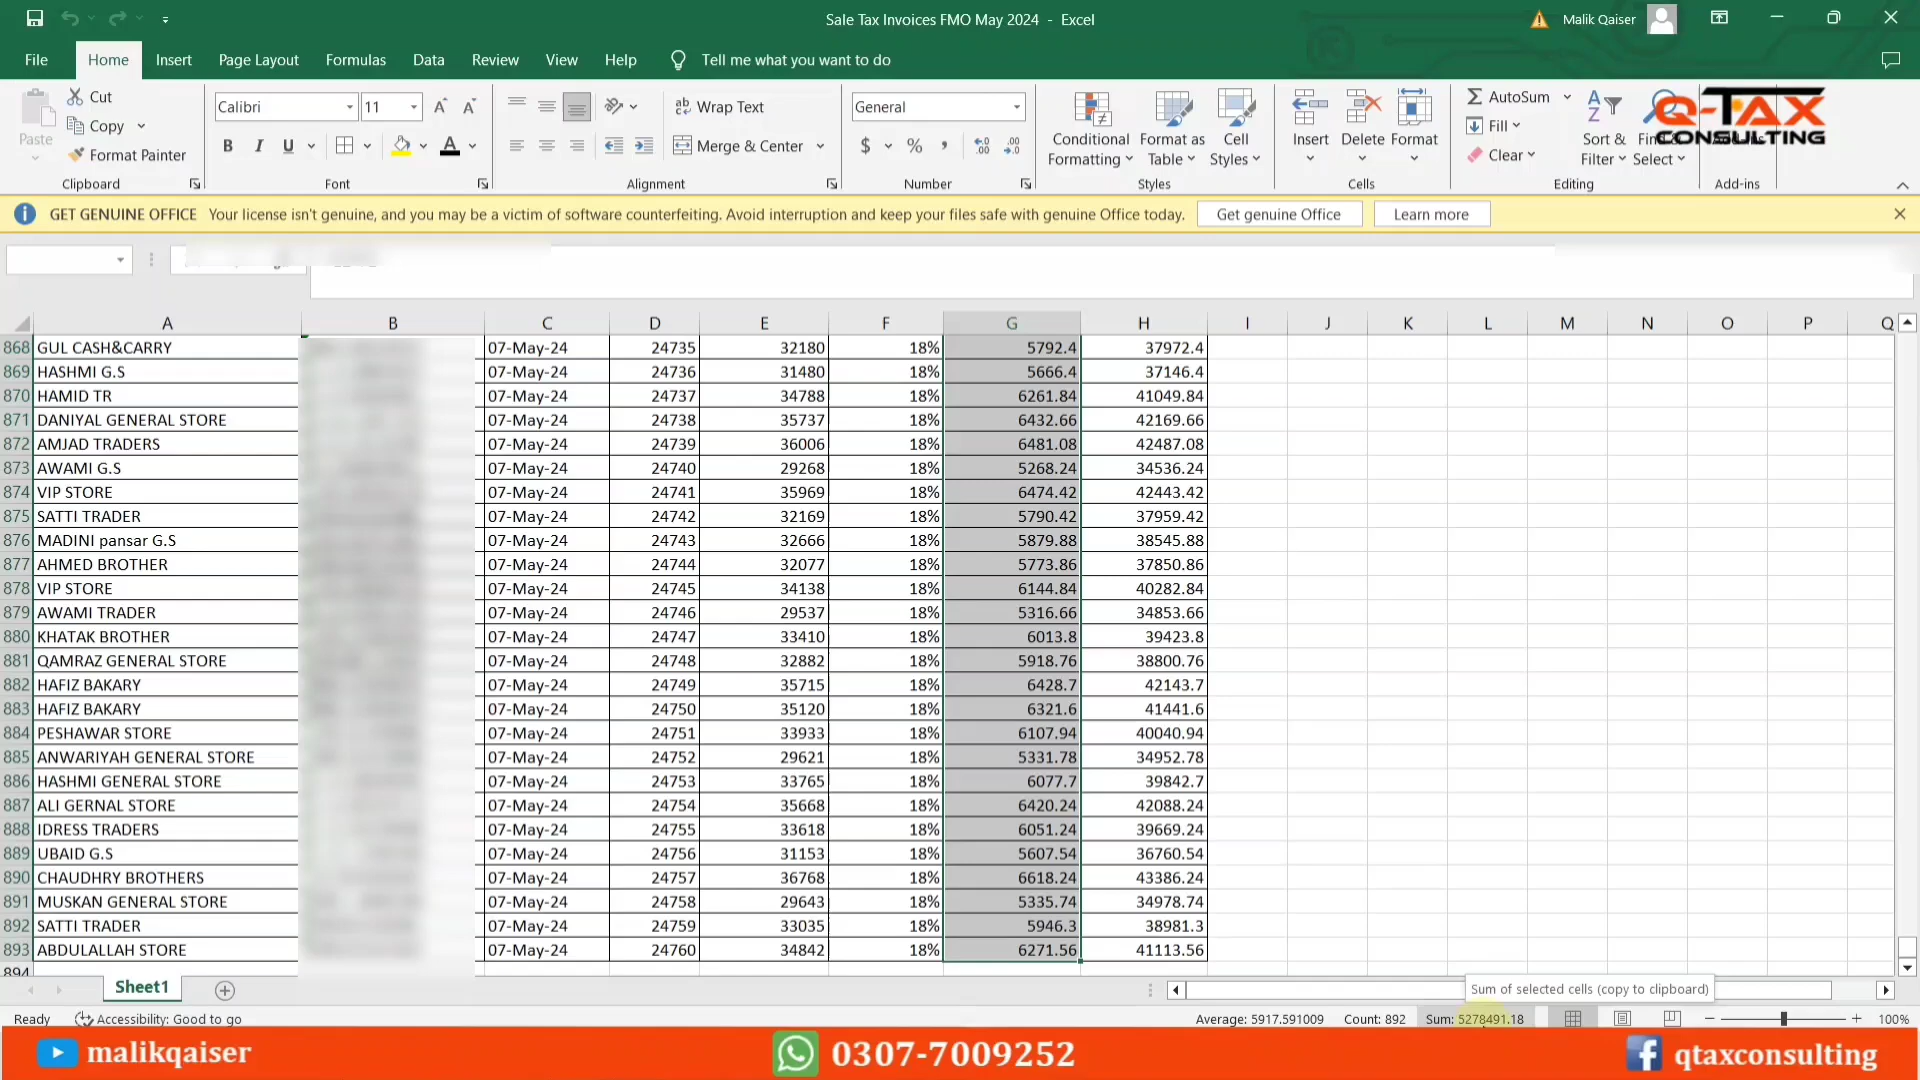 Sale Tax Invoices FMO May 2024 - Excel
Malik Qaiser
File Home Insert Page Layout Formulas Data Review View Help Tell me what you want to do
Paste
Cut
Copy
Format Painter
Clipboard
Calibri 11
B I U
Font
ab Wrap Text
Merge & Center
Alignment
General
$ % ,
Number
Conditional Formatting
Format as Table
Cell Styles
Styles
Insert Delete Format
Cells
AutoSum
Fill
Clear
Sort & Filter
Select
Editing
Add-ins
Q-TAX
CONSULTING
GET GENUINE OFFICE Your license isn't genuine, and you may be a victim of software counterfeiting. Avoid interruption and keep your files safe with genuine Office today. Get genuine Office Learn more
A B C D E F G H I J K L M N O P Q
868 GUL CASH&CARRY 07-May-24 24735 32180 18% 5792.4 37972.4
869 HASHMI G.S 07-May-24 24736 31480 18% 5666.4 37146.4
870 HAMID TR 07-May-24 24737 34788 18% 6261.84 41049.84
871 DANIYAL GENERAL STORE 07-May-24 24738 35737 18% 6432.66 42169.66
872 AMJAD TRADERS 07-May-24 24739 36006 18% 6481.08 42487.08
873 AWAMI G.S 07-May-24 24740 29268 18% 5268.24 34536.24
874 VIP STORE 07-May-24 24741 35969 18% 6474.42 42443.42
875 SATTI TRADER 07-May-24 24742 32169 18% 5790.42 37959.42
876 MADINI pansar G.S 07-May-24 24743 32666 18% 5879.88 38545.88
877 AHMED BROTHER 07-May-24 24744 32077 18% 5773.86 37850.86
878 VIP STORE 07-May-24 24745 34138 18% 6144.84 40282.84
879 AWAMI TRADER 07-May-24 24746 29537 18% 5316.66 34853.66
880 KHATAK BROTHER 07-May-24 24747 33410 18% 6013.8 39423.8
881 QAMRAZ GENERAL STORE 07-May-24 24748 32882 18% 5918.76 38800.76
882 HAFIZ BAKARY 07-May-24 24749 35715 18% 6428.7 42143.7
883 HAFIZ BAKARY 07-May-24 24750 35120 18% 6321.6 41441.6
884 PESHAWAR STORE 07-May-24 24751 33933 18% 6107.94 40040.94
885 ANWARIYAH GENERAL STORE 07-May-24 24752 29621 18% 5331.78 34952.78
886 HASHMI GENERAL STORE 07-May-24 24753 33765 18% 6077.7 39842.7
887 ALI GERNAL STORE 07-May-24 24754 35668 18% 6420.24 42088.24
888 IDRESS TRADERS 07-May-24 24755 33618 18% 6051.24 39669.24
889 UBAID G.S 07-May-24 24756 31153 18% 5607.54 36760.54
890 CHAUDHRY BROTHERS 07-May-24 24757 36768 18% 6618.24 43386.24
891 MUSKAN GENERAL STORE 07-May-24 24758 29643 18% 5335.74 34978.74
892 SATTI TRADER 07-May-24 24759 33035 18% 5946.3 38981.3
893 ABDULALLAH STORE 07-May-24 24760 34842 18% 6271.56 41113.56
894
Sheet1
Sum of selected cells (copy to clipboard)
Ready Accessibility: Good to go Average: 5917.591009 Count: 892 Sum: 5278491.18 100%
malikqaiser 0307-7009252 qtaxconsulting